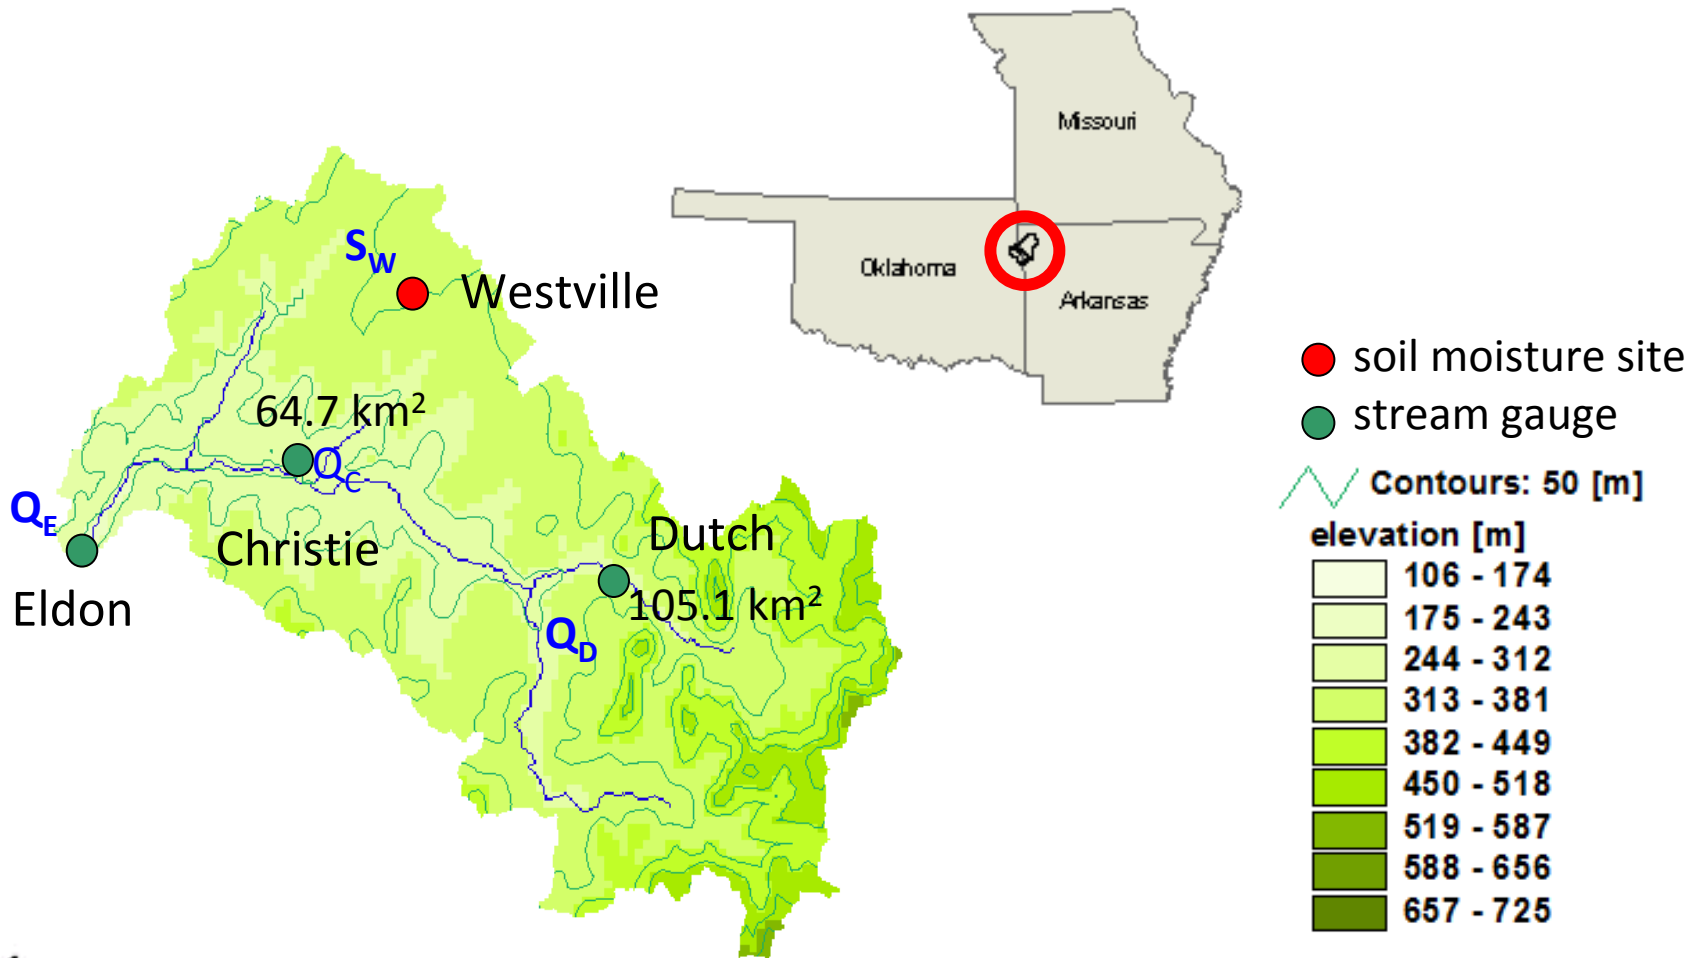 Missouri
Oklahoma
Arkansas
S_W
Westville
64.7 km²
Q_C
Q_E
Christie
Eldon
Dutch
105.1 km²
Q_D
soil moisture site
stream gauge
Contours: 50 [m]
elevation [m]
106 - 174
175 - 243
244 - 312
313 - 381
382 - 449
450 - 518
519 - 587
588 - 656
657 - 725